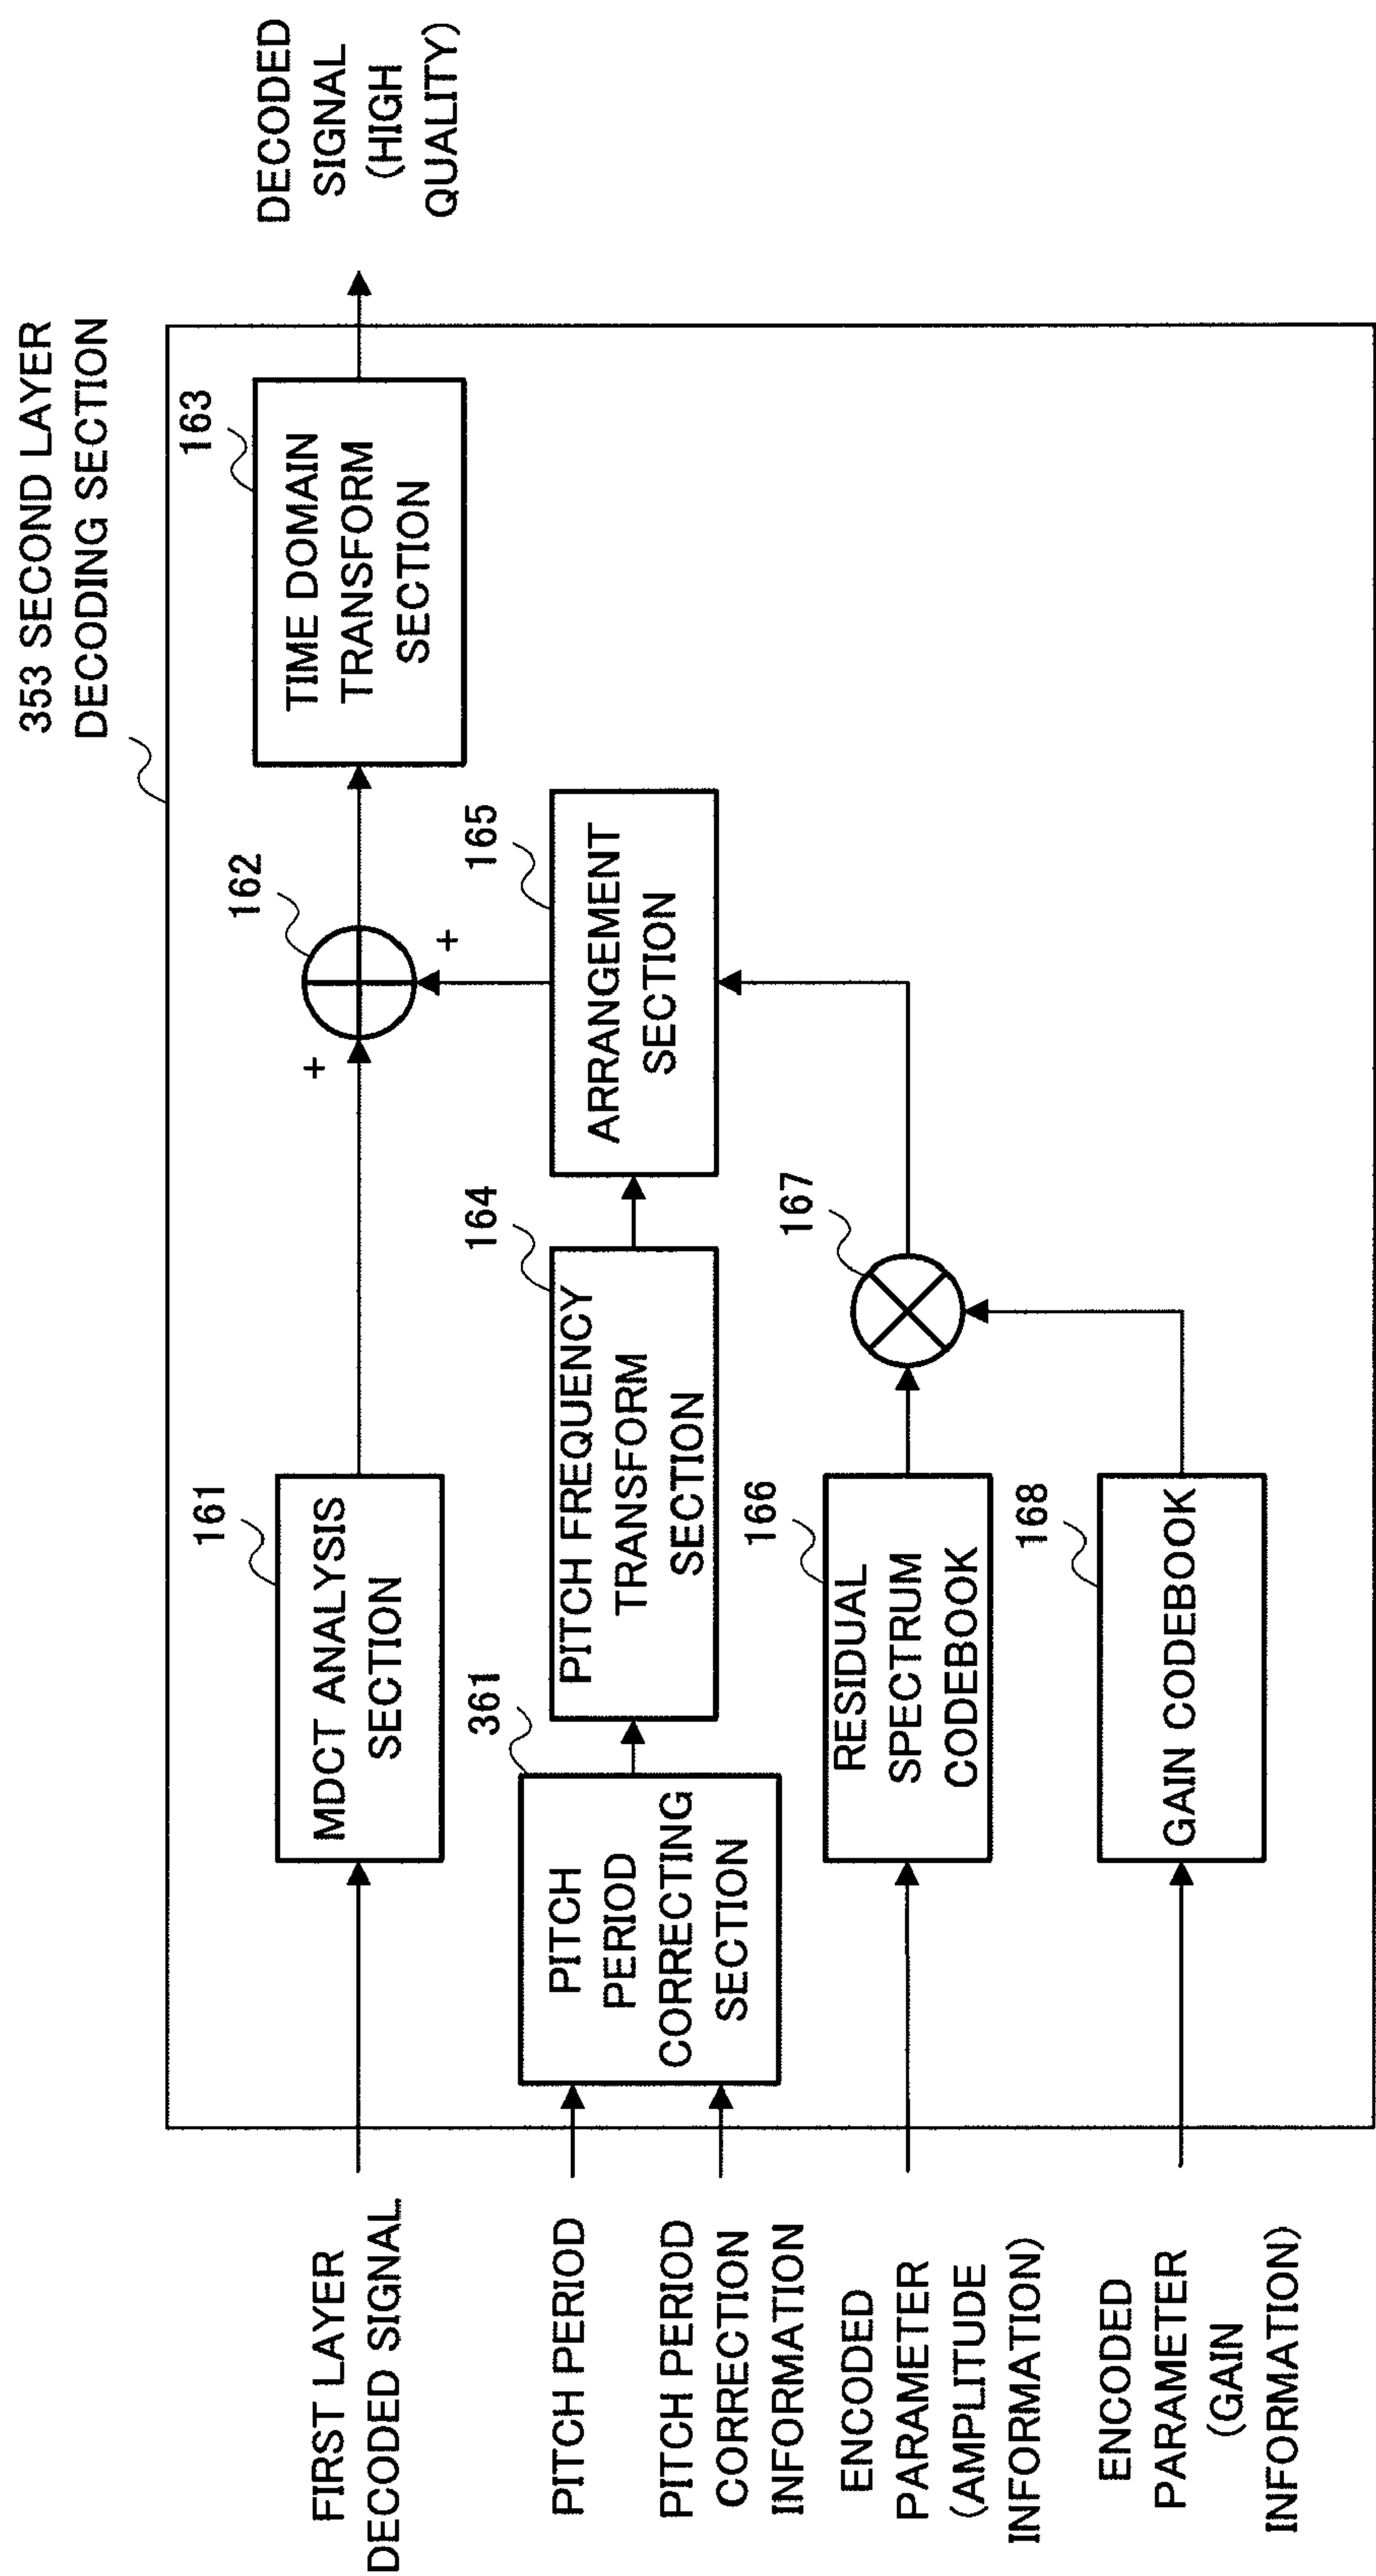 353 SECOND LAYER
DECODING SECTION
FIRST LAYER
DECODED SIGNAL
161
MDCT ANALYSIS
SECTION
+
162
+
163
TIME DOMAIN
TRANSFORM
SECTION
DECODED
SIGNAL
(HIGH
QUALITY)
PITCH PERIOD
PITCH PERIOD
CORRECTION
INFORMATION
361
PITCH
PERIOD
CORRECTING
SECTION
164
PITCH FREQUENCY
TRANSFORM
SECTION
165
ARRANGEMENT
SECTION
ENCODED
PARAMETER
(AMPLITUDE
INFORMATION)
166
RESIDUAL
SPECTRUM
CODEBOOK
167
ENCODED
PARAMETER
(GAIN
INFORMATION)
168
GAIN CODEBOOK